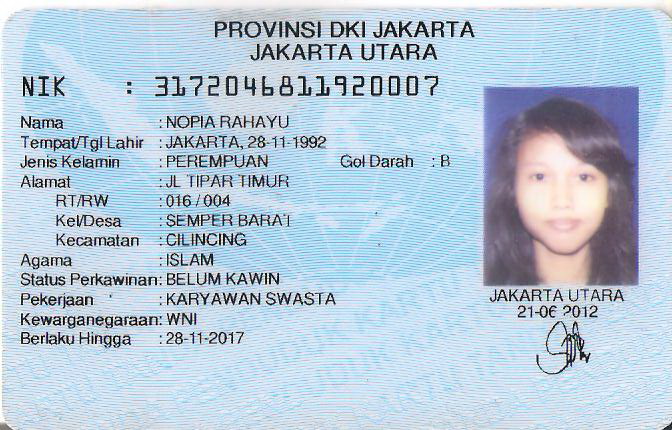 PROVINSI DKI JAKARTA
JAKARTA UTARA
NIK : 3172046811920007
Nama : NOPIA RAHAYU
Tempat/Tgl Lahir : JAKARTA, 28-11-1992
Jenis Kelamin : PEREMPUAN Gol Darah : B
Alamat : JL TIPAR TIMUR
RT/RW : 016 / 004
Kel/Desa : SEMPER BARAT
Kecamatan : CILINCING
Agama : ISLAM
Status Perkawinan: BELUM KAWIN
Pekerjaan : KARYAWAN SWASTA
Kewarganegaraan: WNI
Berlaku Hingga : 28-11-2017
JAKARTA UTARA
21-06 2012